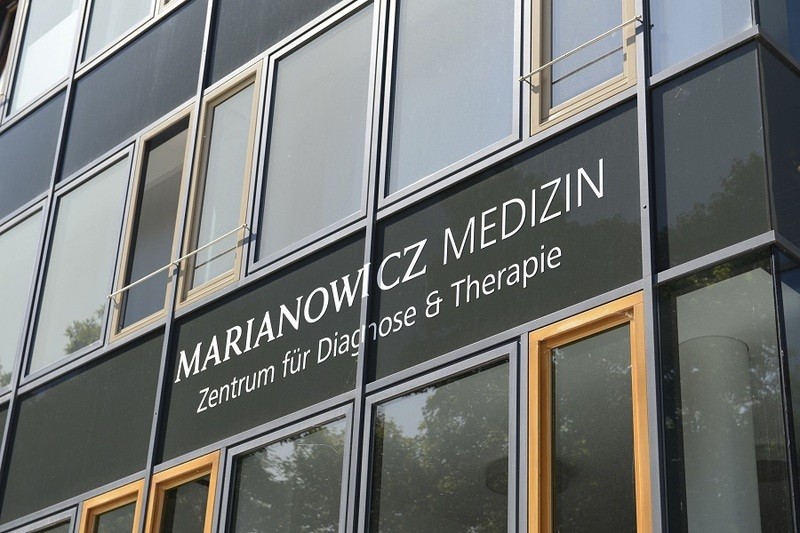 MARIANOWICZ MEDIZIN
Zentrum für Diagnose & Therapie